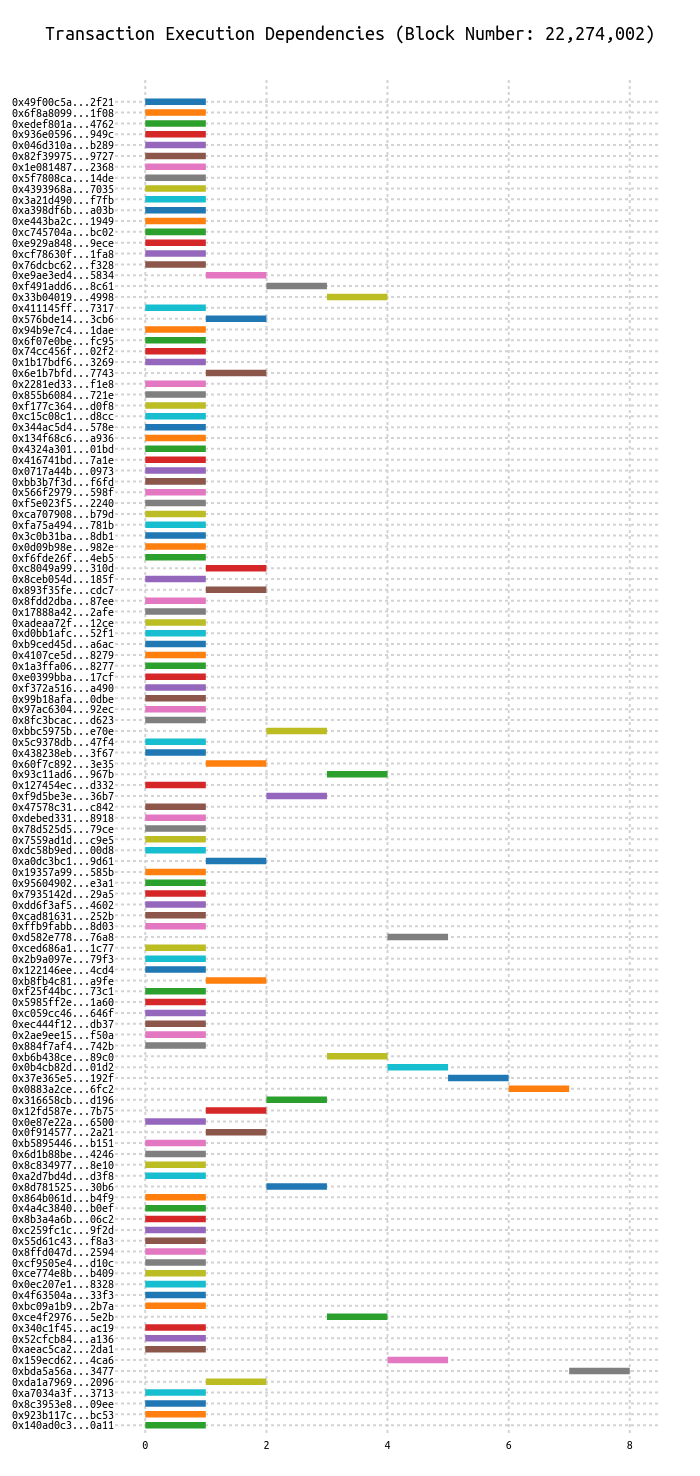 Transaction Execution Dependencies (Block Number: 22,274,002)
0x49f00c5a...2f21
0x6f8a8099...1f08
0xedef801a...4762
0x936e0596...949c
0x046d310a...b289
0x82f39975...9727
0x1e081487...2368
0x5f7808ca...14de
0x4393968a...7035
0x3a21d490...f7fb
0xa398df6b...a03b
0xe443ba2c...1949
0xc745704a...bc02
0xe929a848...9ece
0xcf78630f...1fa8
0x76dcbc62...f328
0xe9ae3ed4...5834
0xf491add6...8c61
0x33b04019...4998
0x411145ff...7317
0x576bde14...3cb6
0x94b9e7c4...1dae
0x6f07e0be...fc95
0x74cc456f...02f2
0x1b17bdf6...3269
0x6e1b7bfd...7743
0x2281ed33...f1e8
0x855b6084...721e
0xf177c364...d0f8
0xc15c08c1...d8cc
0x344ac5d4...578e
0x134f68c6...a936
0x4324a301...01bd
0x416741bd...7a1e
0x0717a44b...0973
0xbb3b7f3d...f6fd
0x566f2979...598f
0xf5e023f5...2240
0xca707908...b79d
0xfa75a494...781b
0x3c0b31ba...8db1
0x0d09b98e...982e
0xf6fde26f...4eb5
0xc8049a99...310d
0x8ceb054d...185f
0x893f35fe...cdc7
0x8fdd2dba...87ee
0x17888a42...2afe
0xadeaa72f...12ce
0xd0bb1afc...52f1
0xb9ced45d...a6ac
0x4107ce5d...8279
0x1a3ffa06...8277
0xe0399bba...17cf
0xf372a516...a490
0x99b18afa...0dbe
0x97ac6304...92ec
0x8fc3bcac...d623
0xbbc5975b...e70e
0x5c9378db...47f4
0x438238eb...3f67
0x60f7c892...3e35
0x93c11ad6...967b
0x127454ec...d332
0xf9d5be3e...36b7
0x47578c31...c842
0xdebed331...8918
0x78d525d5...79ce
0x7559ad1d...c9e5
0xdc58b9ed...00d8
0xa0dc3bc1...9d61
0x19357a99...585b
0x95604902...e3a1
0x7935142d...29a5
0xdd6f3af5...4602
0xcad81631...252b
0xffb9fabb...8d03
0xd582e778...76a8
0xced686a1...1c77
0x2b9a097e...79f3
0x122146ee...4cd4
0xb8fb4c81...a9fe
0xf25f44bc...73c1
0x5985ff2e...1a60
0xc059cc46...646f
0xec444f12...db37
0x2ae9ee15...f50a
0x884f7af4...742b
0xb6b438ce...89c0
0x0b4cb82d...01d2
0x37e365e5...192f
0x0883a2ce...6fc2
0x316658cb...d196
0x12fd587e...7b75
0x0e87e22a...6500
0x0f914577...2a21
0xb5895446...b151
0x6d1b88be...4246
0x8c834977...8e10
0xa2d7bd4d...d3f8
0x8d781525...30b6
0x864b061d...b4f9
0x4a4c3840...b0ef
0x8b3a4a6b...06c2
0xc259fc1c...9f2d
0x55d61c43...f8a3
0x8ffd047d...2594
0xcf9505e4...d10c
0xce774e8b...b409
0x0ec207e1...8328
0x4f63504a...33f3
0xbc09a1b9...2b7a
0xce4f2976...5e2b
0x340c1f45...ac19
0x52cfcb84...a136
0xaeac5ca2...2da1
0x159ecd62...4ca6
0xbda5a56a...3477
0xda1a7969...2096
0xa7034a3f...3713
0x8c3953e8...09ee
0x923b117c...bc53
0x140ad0c3...0a11
0 2 4 6 8